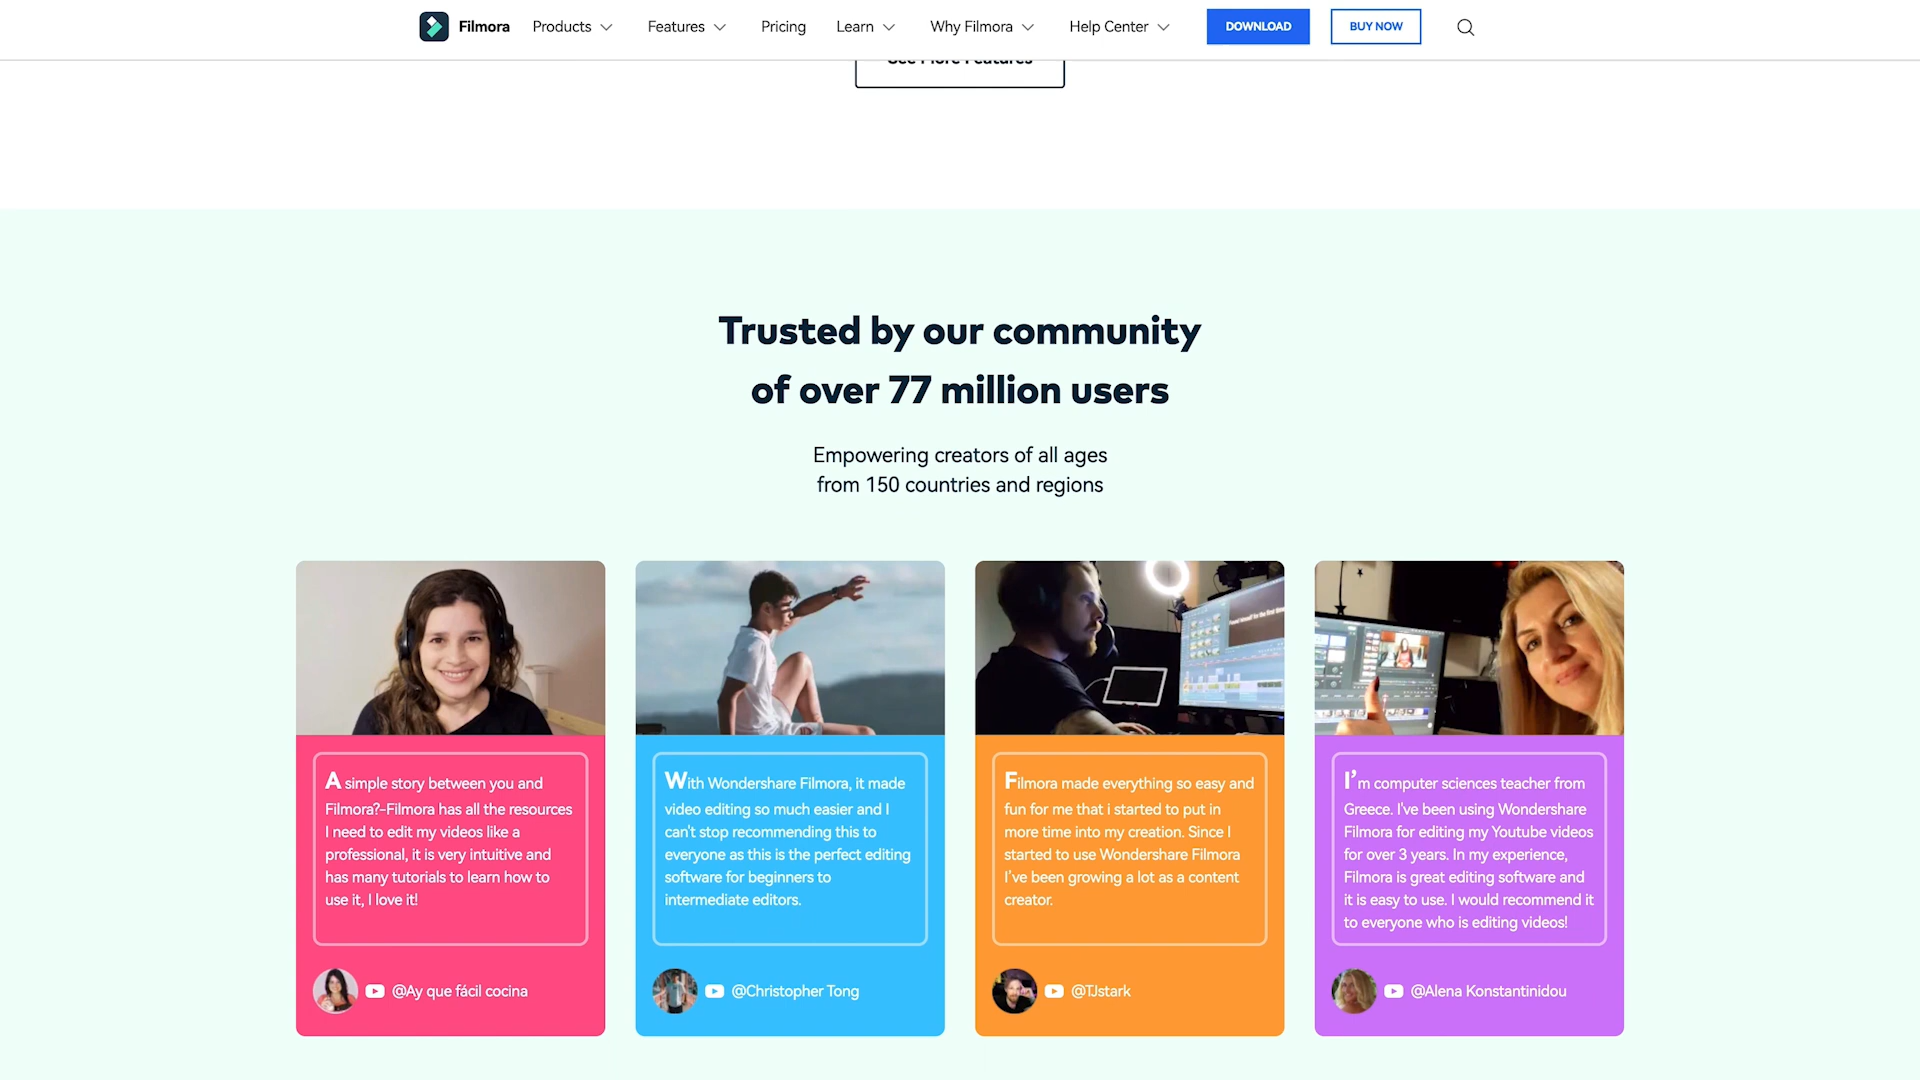 Filmora
Products
Features
Pricing
Learn
Why Filmora
Help Center
DOWNLOAD
BUY NOW
See More Features
Trusted by our community
of over 77 million users
Empowering creators of all ages
from 150 countries and regions
A simple story between you and
Filmora?-Filmora has all the resources
I need to edit my videos like a
professional, it is very intuitive and
has many tutorials to learn how to
use it, I love it!
@Ay que fácil cocina
With Wondershare Filmora, it made
video editing so much easier and I
can't stop recommending this to
everyone as this is the perfect editing
software for beginners to
intermediate editors.
@Christopher Tong
Filmora made everything so easy and
fun for me that i started to put in
more time into my creation. Since I
started to use Wondershare Filmora
I've been growing a lot as a content
creator.
@TJstark
I’m computer sciences teacher from
Greece. I've been using Wondershare
Filmora for editing my Youtube videos
for over 3 years. In my experience,
Filmora is great editing software and
it is easy to use. I would recommend it
to everyone who is editing videos!
@Alena Konstantinidou